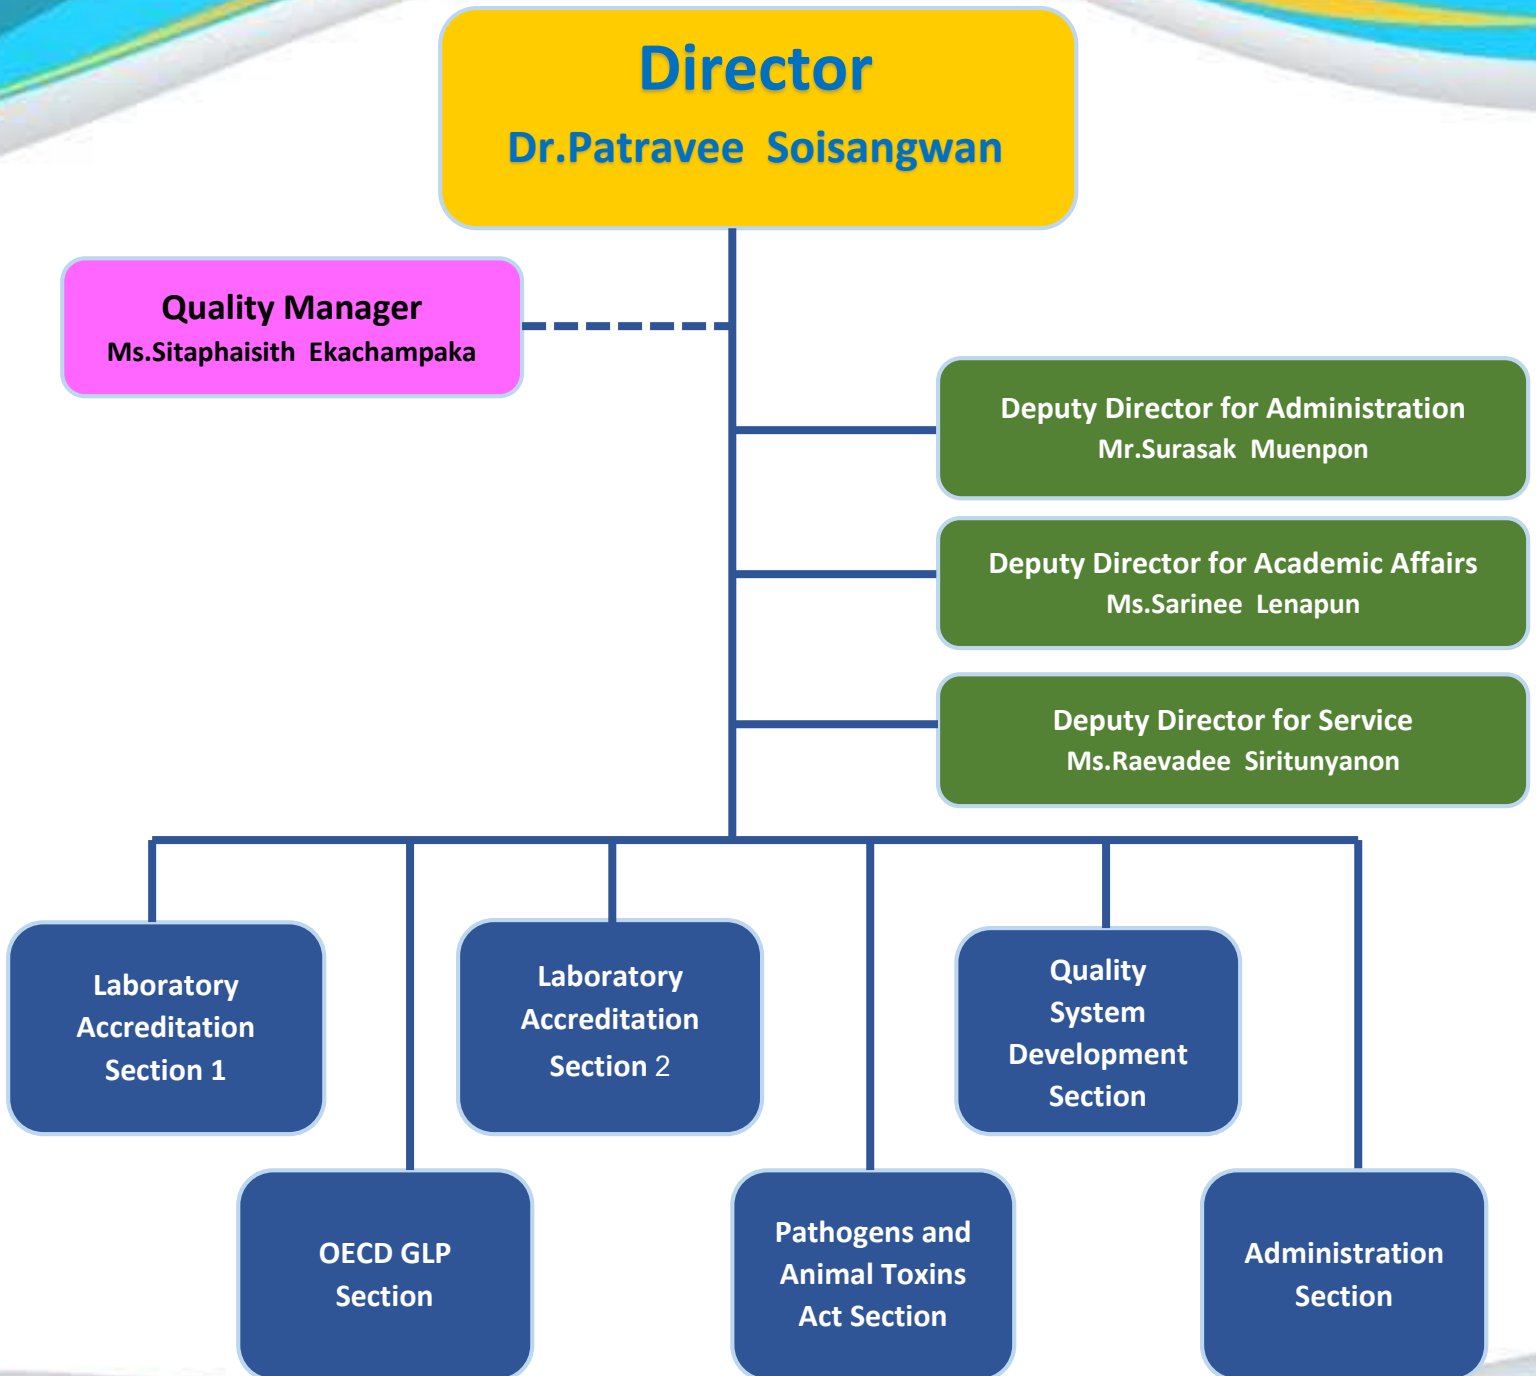 Director
Dr.Patravee Soisangwan
Quality Manager
Ms.Sitaphaisith Ekachampaka
Deputy Director for Administration
Mr.Surasak Muenpon
Deputy Director for Academic Affairs
Ms.Sarinee Lenapun
Deputy Director for Service
Ms.Raevadee Siritunyanon
Laboratory
Accreditation
Section 1
Laboratory
Accreditation
Section 2
Quality
System
Development
Section
OECD GLP
Section
Pathogens and
Animal Toxins
Act Section
Administration
Section